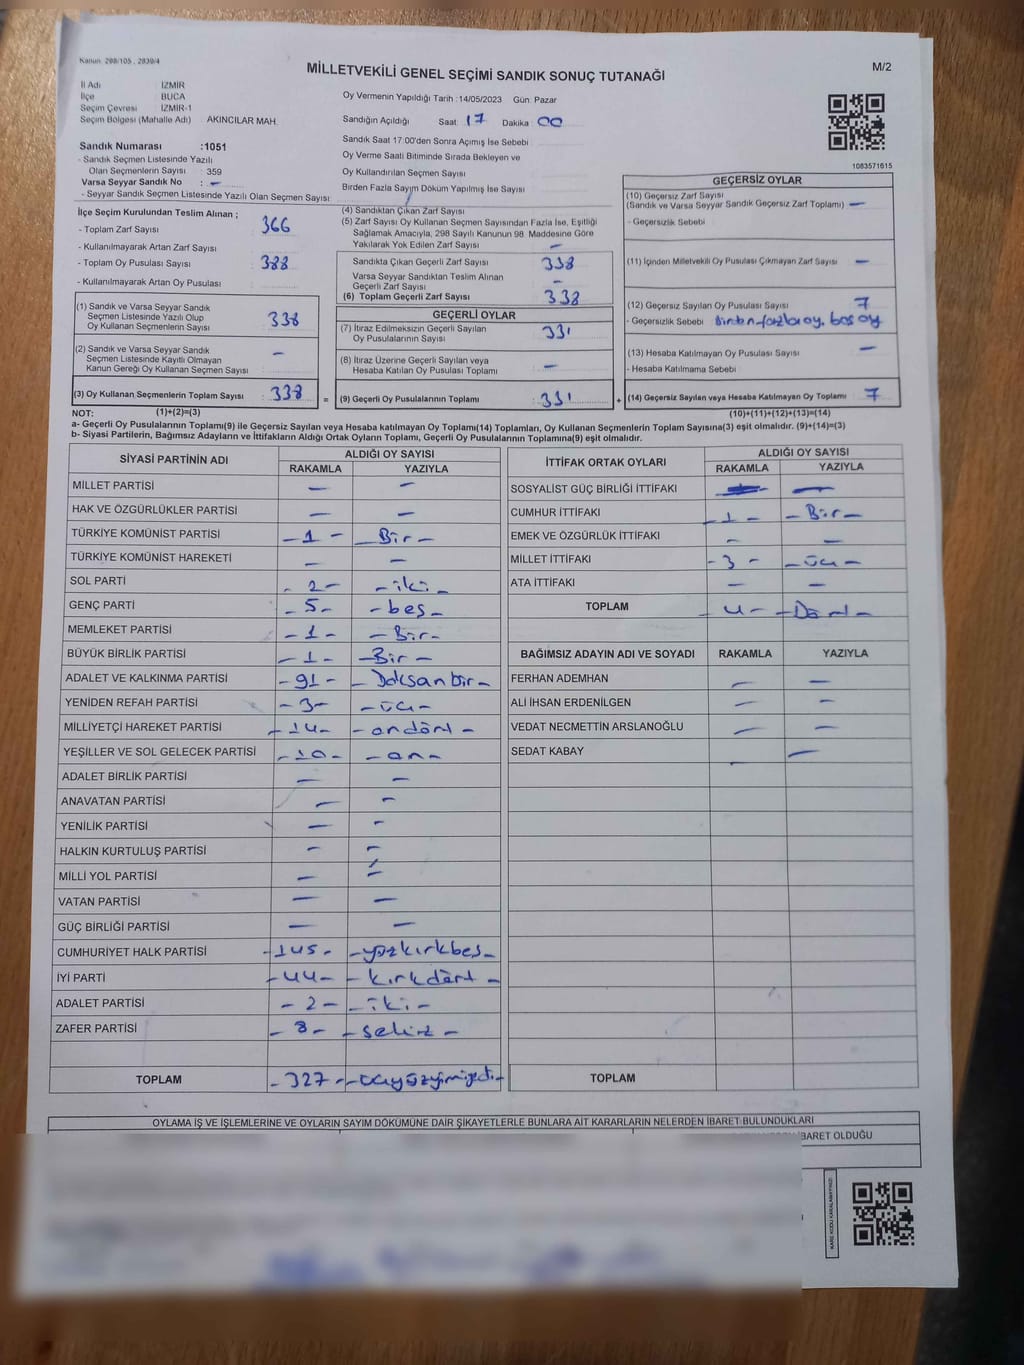 Kanun 298/105 , 2839/4
MİLLETVEKİLİ GENEL SEÇİMİ SANDIK SONUÇ TUTANAĞI
M/2
İl Adı : İZMİR
İlçe : BUCA
Seçim Çevresi : İZMİR-1
Seçim Bölgesi (Mahalle Adı) AKINCILAR MAH.
Oy Vermenin Yapıldığı Tarih :14/05/2023 Gün: Pazar
Sandığın Açıldığı Saat 17 Dakika 00
Sandık Numarası :1051
- Sandık Seçmen Listesinde Yazılı
Olan Seçmenlerin Sayısı : 359
Varsa Seyyar Sandık No : —
- Seyyar Sandık Seçmen Listesinde Yazılı Olan Seçmen Sayısı:
Sandık Saat 17:00'den Sonra Açımış İse Sebebi
Oy Verme Saati Bitiminde Sırada Bekleyen ve
Oy Kullandırılan Seçmen Sayısı
Birden Fazla Sayım Döküm Yapılmış İse Sayısı
1083571615
İlçe Seçim Kurulundan Teslim Alınan ;
- Toplam Zarf Sayısı 366
- Kullanılmayarak Artan Zarf Sayısı
- Toplam Oy Pusulası Sayısı 388
- Kullanılmayarak Artan Oy Pusulası
(4) Sandıktan Çıkan Zarf Sayısı
(5) Zarf Sayısı Oy Kullanan Seçmen Sayısından Fazla İse, Eşitliği
Sağlamak Amacıyla, 298 Sayılı Kanunun 98. Maddesine Göre
Yakılarak Yok Edilen Zarf Sayısı —
Sandıkta Çıkan Geçerli Zarf Sayısı 338
Varsa Seyyar Sandıktan Teslim Alınan
Geçerli Zarf Sayısı —
(6) Toplam Geçerli Zarf Sayısı 338
GEÇERSİZ OYLAR
(10) Geçersiz Zarf Sayısı
(Sandık ve Varsa Seyyar Sandık Geçersiz Zarf Toplamı) —
- Geçersizlik Sebebi
(11) İçinden Milletvekili Oy Pusulası Çıkmayan Zarf Sayısı —
(12) Geçersiz Sayılan Oy Pusulası Sayısı 7
- Geçersizlik Sebebi boş oy
(13) Hesaba Katılmayan Oy Pusulası Sayısı —
- Hesaba Katılmama Sebebi
(14) Geçersiz Sayılan veya Hesaba Katılmayan Oy Toplamı 7
(1) Sandık ve Varsa Seyyar Sandık
Seçmen Listesinde Yazılı Olup
Oy Kullanan Seçmenlerin Sayısı 338
(2) Sandık ve Varsa Seyyar Sandık
Seçmen Listesinde Kayıtlı Olmayan
Kanun Gereği Oy Kullanan Seçmen Sayısı —
(3) Oy Kullanan Seçmenlerin Toplam Sayısı : 338 =
GEÇERLİ OYLAR
(7) İtiraz Edilmeksizin Geçerli Sayılan
Oy Pusulalarının Sayısı 331
(8) İtiraz Üzerine Geçerli Sayılan veya
Hesaba Katılan Oy Pusulası Toplamı —
(9) Geçerli Oy Pusulalarının Toplamı : 331 +
NOT: (1)+(2)=(3) (10)+(11)+(12)+(13)=(14)
a- Geçerli Oy Pusulalarının Toplamı(9) ile Geçersiz Sayılan veya Hesaba Katılmayan Oy Toplamı(14) Toplamları, Oy Kullanan Seçmenlerin Toplam Sayısına(3) eşit olmalıdır. (9)+(14)=(3)
b- Siyasi Partilerin, Bağımsız Adayların ve İttifakların Aldığı Ortak Oyların Toplamı, Geçerli Oy Pusulalarının Toplamına(9) eşit olmalıdır.
SİYASİ PARTİNİN ADI ALDIĞI OY SAYISI
RAKAMLA YAZIYLA
MİLLET PARTİSİ — —
HAK VE ÖZGÜRLÜKLER PARTİSİ — —
TÜRKİYE KOMÜNİST PARTİSİ -1- -Bir-
TÜRKİYE KOMÜNİST HAREKETİ — —
SOL PARTİ -2- -iki-
GENÇ PARTİ -5- -beş-
MEMLEKET PARTİSİ -1- -Bir-
BÜYÜK BİRLİK PARTİSİ -1- -Bir-
ADALET VE KALKINMA PARTİSİ -91- -Doksanbir-
YENİDEN REFAH PARTİSİ -3- -üç-
MİLLİYETÇİ HAREKET PARTİSİ -14- -ondört-
YEŞİLLER VE SOL GELECEK PARTİSİ -10- -on-
ADALET BİRLİK PARTİSİ — —
ANAVATAN PARTİSİ — —
YENİLİK PARTİSİ — —
HALKIN KURTULUŞ PARTİSİ — —
MİLLİ YOL PARTİSİ — —
VATAN PARTİSİ — —
GÜÇ BİRLİĞİ PARTİSİ — —
CUMHURİYET HALK PARTİSİ -145- -yüzkırkbeş-
İYİ PARTİ -44- -kırkdört-
ADALET PARTİSİ -2- -iki-
ZAFER PARTİSİ -8- -sekiz-
TOPLAM -327- -üçyüzyirmiyedi-
İTTİFAK ORTAK OYLARI ALDIĞI OY SAYISI
RAKAMLA YAZIYLA
SOSYALİST GÜÇ BİRLİĞİ İTTİFAKI — —
CUMHUR İTTİFAKI -1- -Bir-
EMEK VE ÖZGÜRLÜK İTTİFAKI — —
MİLLET İTTİFAKI -3- -üç-
ATA İTTİFAKI — —
TOPLAM -4- -Dört-
BAĞIMSIZ ADAYIN ADI VE SOYADI RAKAMLA YAZIYLA
FERHAN ADEMHAN — —
ALİ İHSAN ERDENİLGEN — —
VEDAT NECMETTİN ARSLANOĞLU — —
SEDAT KABAY — —
TOPLAM
OYLAMA İŞ VE İŞLEMLERİNE VE OYLARIN SAYIM DÖKÜMÜNE DAİR ŞİKAYETLERLE BUNLARA AİT KARARLARIN NELERDEN İBARET BULUNDUKLARI
İBARET OLDUĞU
KARE KODU KARALAMAYINIZ!